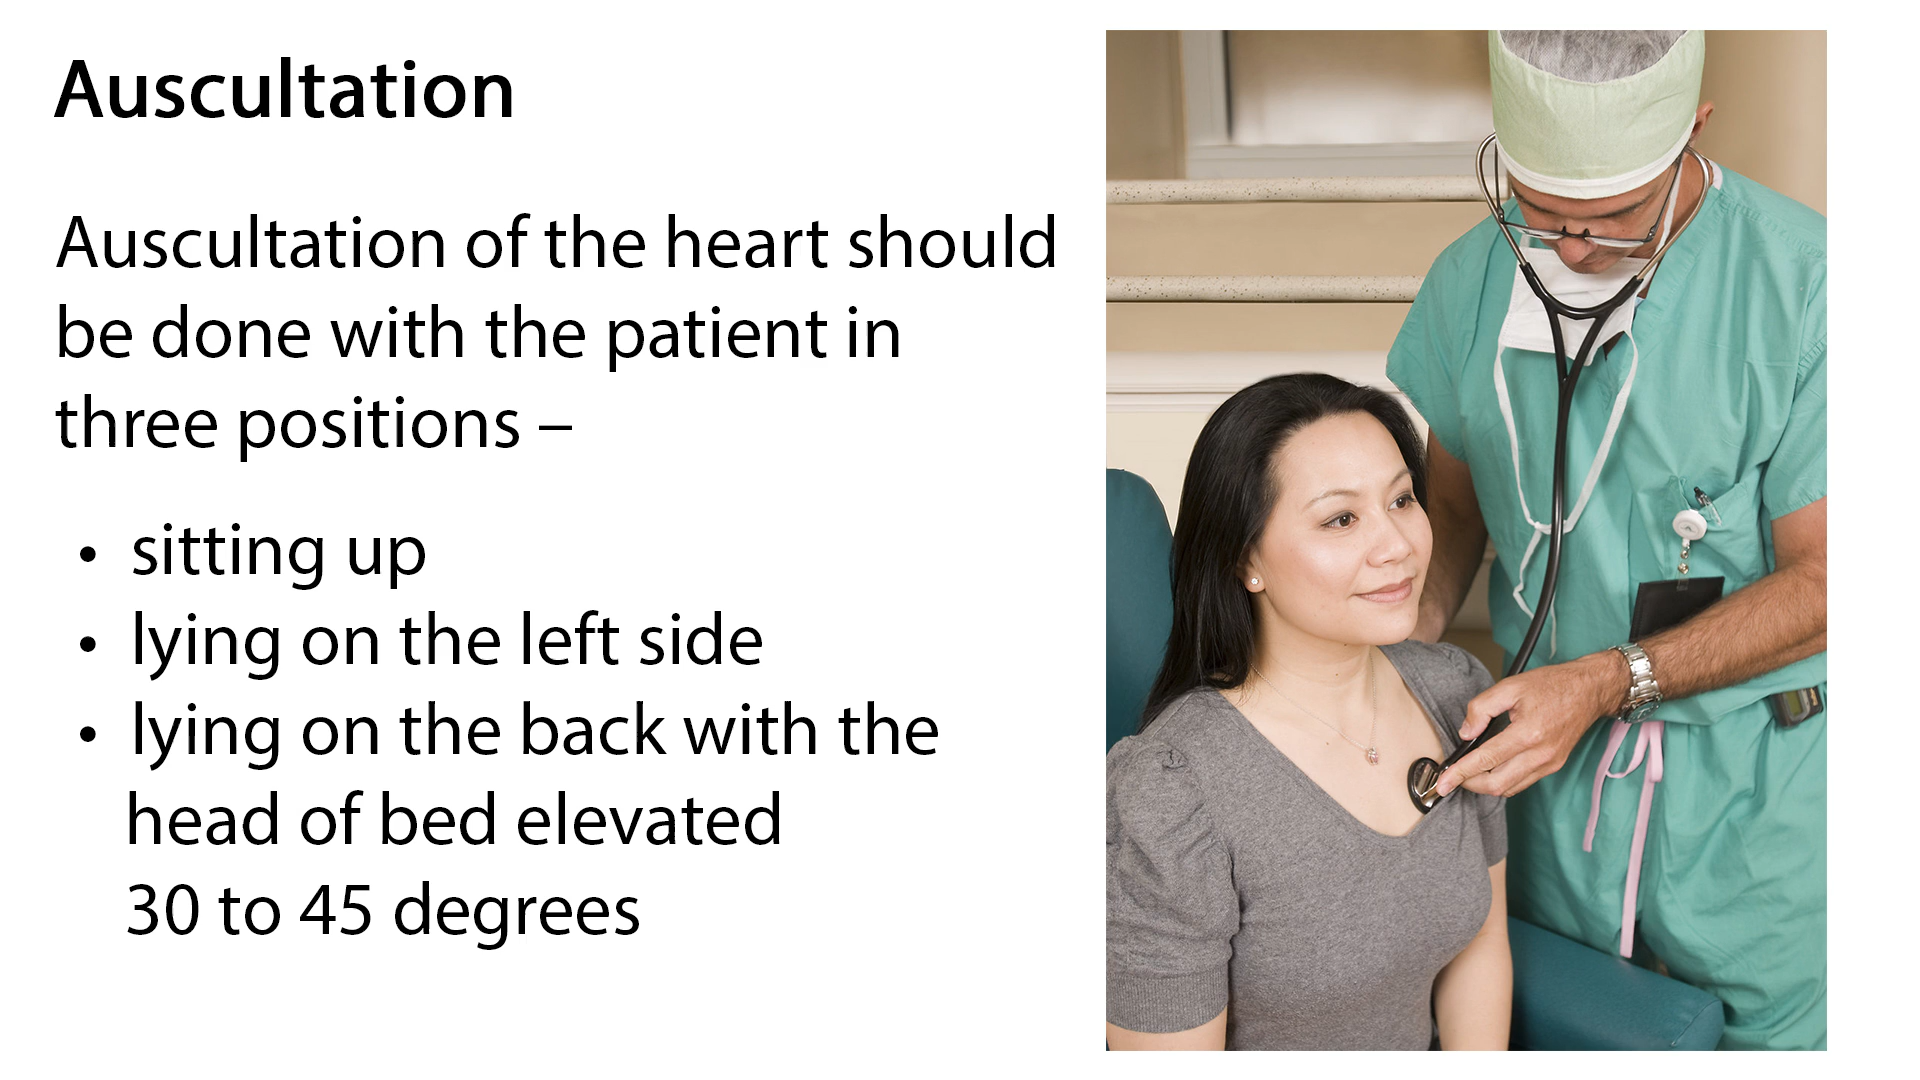 Auscultation
Auscultation of the heart should
be done with the patient in
three positions –
• sitting up
• lying on the left side
• lying on the back with the
head of bed elevated
30 to 45 degrees